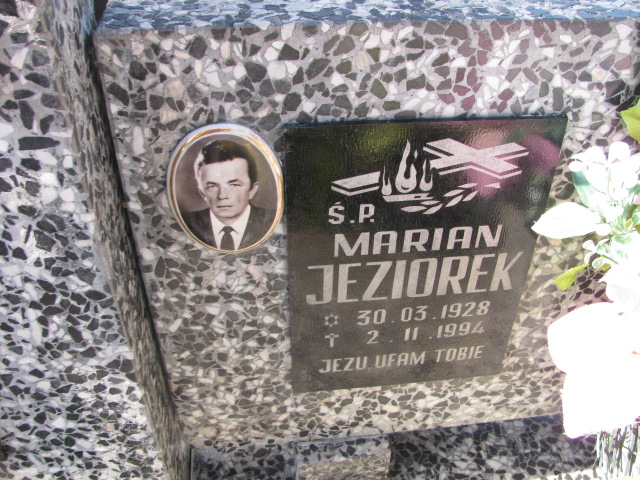 Ś.P.
MARIAN
JEZIOREK
✡ 30 03.1928
† 2.11 1994
JEZU UFAM TOBIE